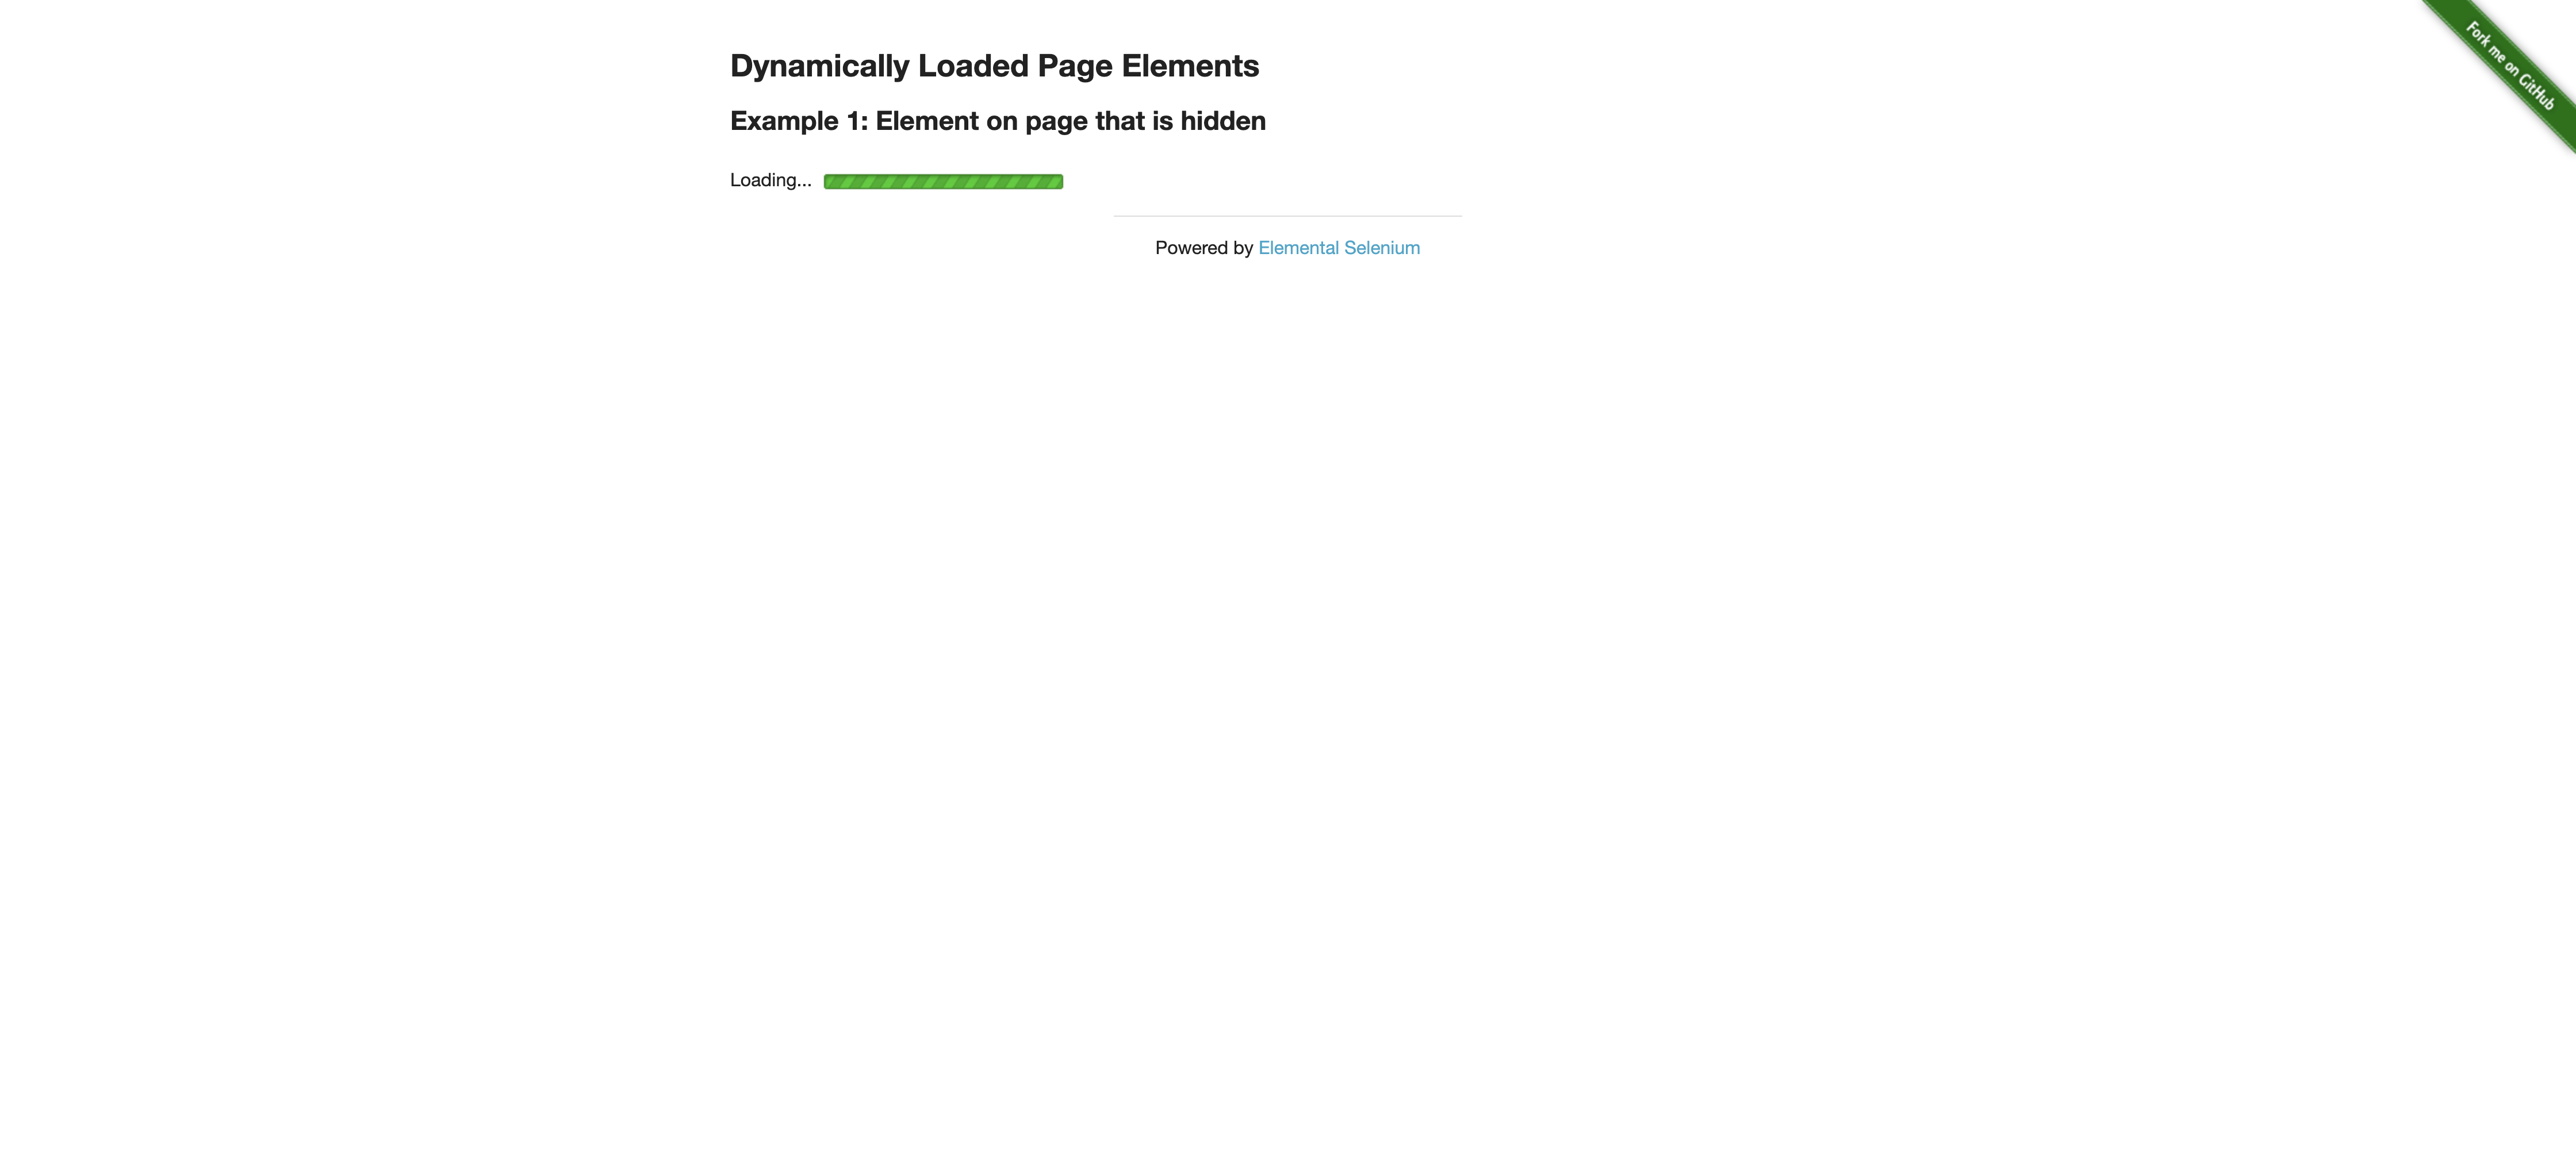 Dynamically Loaded Page Elements
Example 1: Element on page that is hidden
Loading...
Powered by Elemental Selenium
Fork me on GitHub